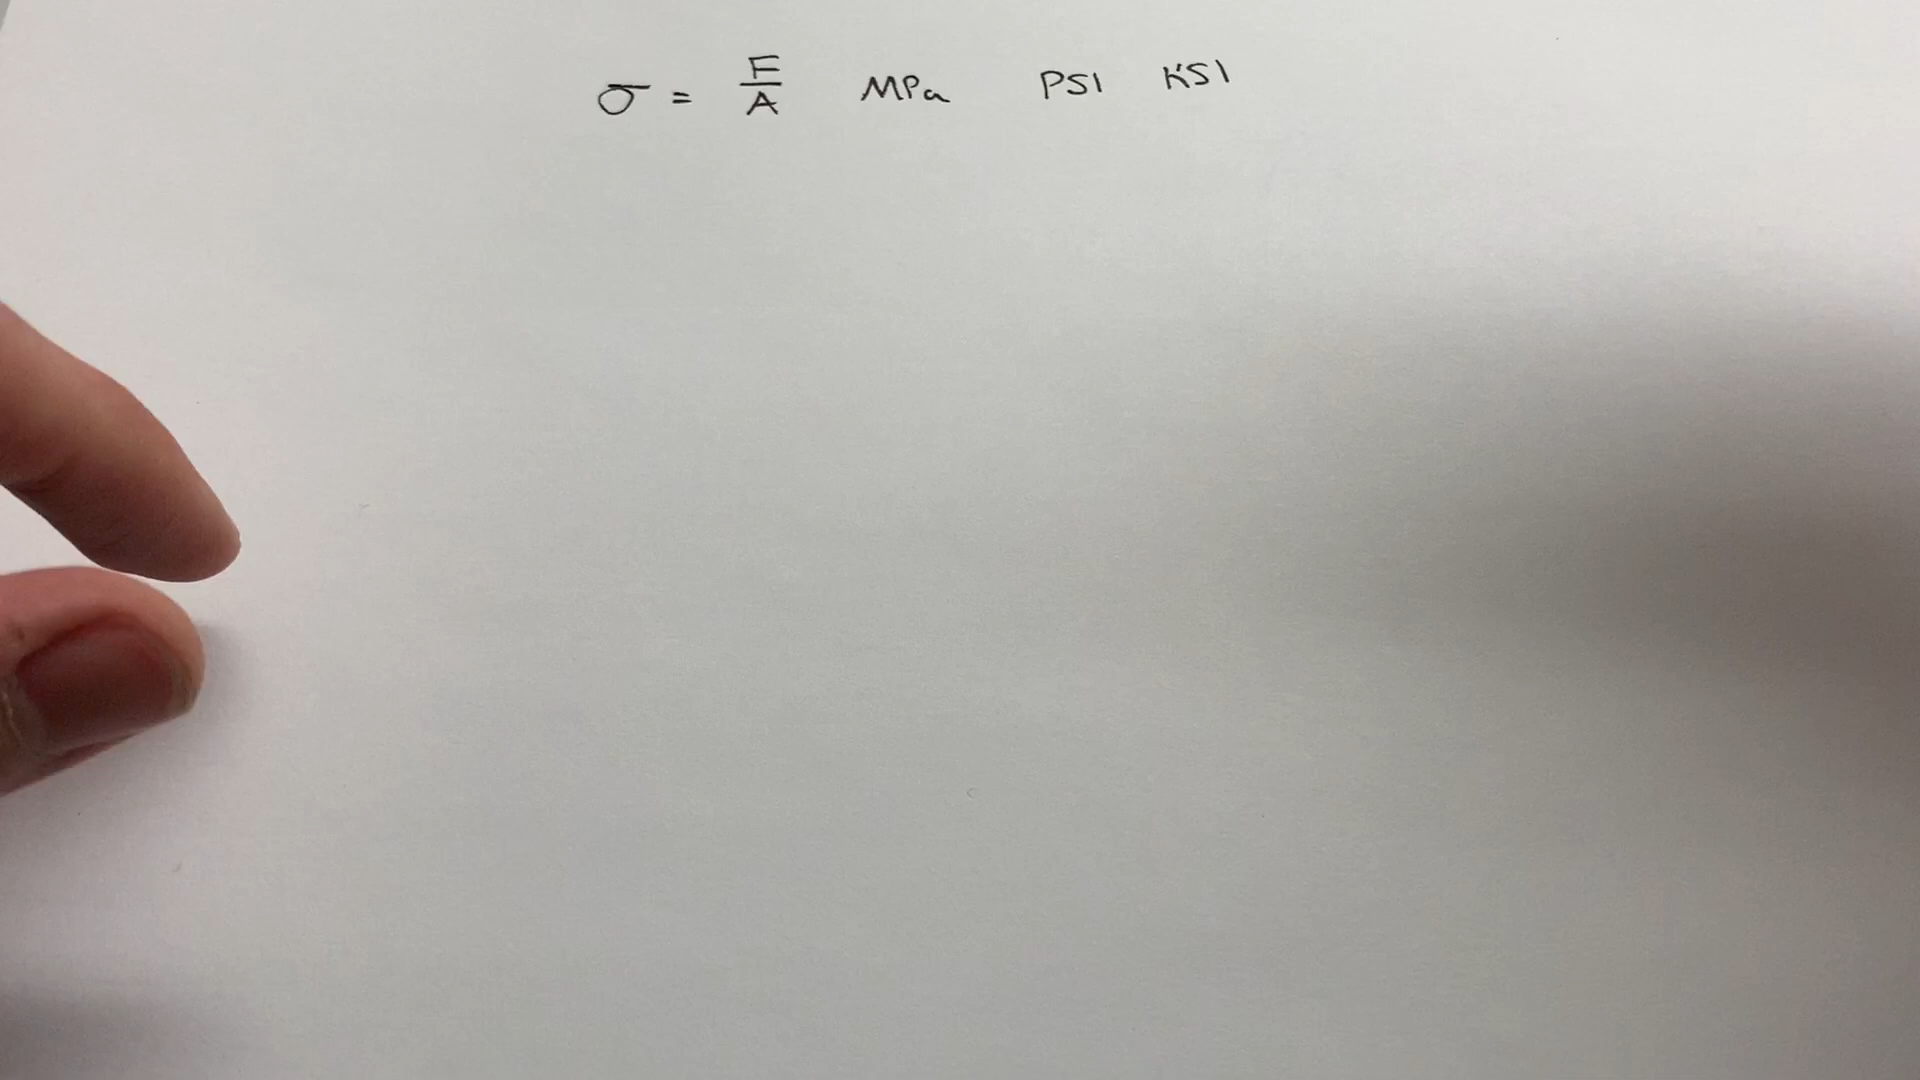 σ = F/A MPa PSI KSI